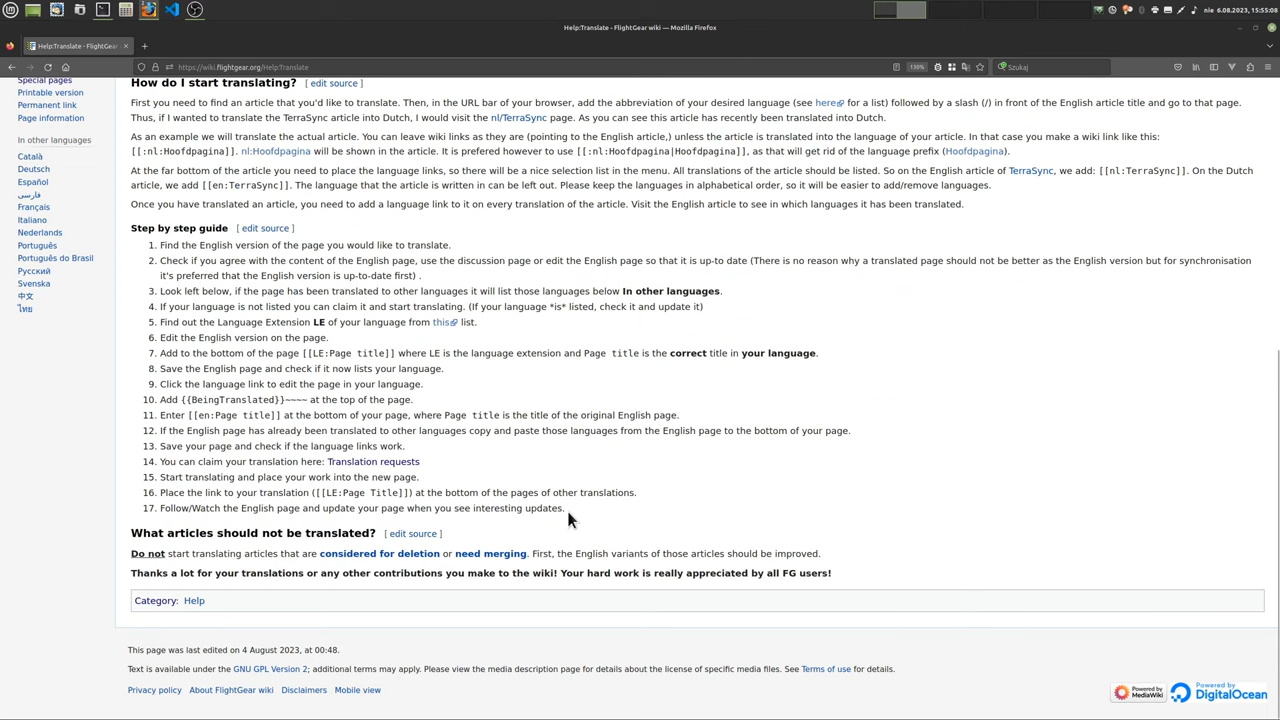 nie 6.08.2023, 15:55:08
Help:Translate - FlightGear wiki — Mozilla Firefox
Help:Translate - FlightGear
https://wiki.flightgear.org/Help:Translate
130%
Szukaj
Special pages
Printable version
Permanent link
Page information
In other languages
Català
Deutsch
Español
فارسی
Français
Italiano
Nederlands
Português
Português do Brasil
Русский
Svenska
中文
ไทย
How do I start translating? [ edit source ]
First you need to find an article that you'd like to translate. Then, in the URL bar of your browser, add the abbreviation of your desired language (see here for a list) followed by a slash (/) in front of the English article title and go to that page.
Thus, if I wanted to translate the TerraSync article into Dutch, I would visit the nl/TerraSync page. As you can see this article has recently been translated into Dutch.
As an example we will translate the actual article. You can leave wiki links as they are (pointing to the English article,) unless the article is translated into the language of your article. In that case you make a wiki link like this:
[[:nl:Hoofdpagina]]. nl:Hoofdpagina will be shown in the article. It is prefered however to use [[:nl:Hoofdpagina|Hoofdpagina]], as that will get rid of the language prefix (Hoofdpagina).
At the far bottom of the article you need to place the language links, so there will be a nice selection list in the menu. All translations of the article should be listed. So on the English article of TerraSync, we add: [[nl:TerraSync]]. On the Dutch
article, we add [[en:TerraSync]]. The language that the article is written in can be left out. Please keep the languages in alphabetical order, so it will be easier to add/remove languages.
Once you have translated an article, you need to add a language link to it on every translation of the article. Visit the English article to see in which languages it has been translated.
Step by step guide [ edit source ]
1. Find the English version of the page you would like to translate.
2. Check if you agree with the content of the English page, use the discussion page or edit the English page so that it is up-to date (There is no reason why a translated page should not be better as the English version but for synchronisation
it's preferred that the English version is up-to-date first) .
3. Look left below, if the page has been translated to other languages it will list those languages below In other languages.
4. If your language is not listed you can claim it and start translating. (If your language *is* listed, check it and update it)
5. Find out the Language Extension LE of your language from this list.
6. Edit the English version on the page.
7. Add to the bottom of the page [[LE:Page title]] where LE is the language extension and Page title is the correct title in your language.
8. Save the English page and check if it now lists your language.
9. Click the language link to edit the page in your language.
10. Add {{BeingTranslated}}~~~~ at the top of the page.
11. Enter [[en:Page title]] at the bottom of your page, where Page title is the title of the original English page.
12. If the English page has already been translated to other languages copy and paste those languages from the English page to the bottom of your page.
13. Save your page and check if the language links work.
14. You can claim your translation here: Translation requests
15. Start translating and place your work into the new page.
16. Place the link to your translation ([[LE:Page Title]]) at the bottom of the pages of other translations.
17. Follow/Watch the English page and update your page when you see interesting updates.
What articles should not be translated? [ edit source ]
Do not start translating articles that are considered for deletion or need merging. First, the English variants of those articles should be improved.
Thanks a lot for your translations or any other contributions you make to the wiki! Your hard work is really appreciated by all FG users!
Category: Help
This page was last edited on 4 August 2023, at 00:48.
Text is available under the GNU GPL Version 2; additional terms may apply. Please view the media description page for details about the license of specific media files. See Terms of use for details.
Privacy policy About FlightGear wiki Disclaimers Mobile view
Powered by MediaWiki
Powered by DigitalOcean